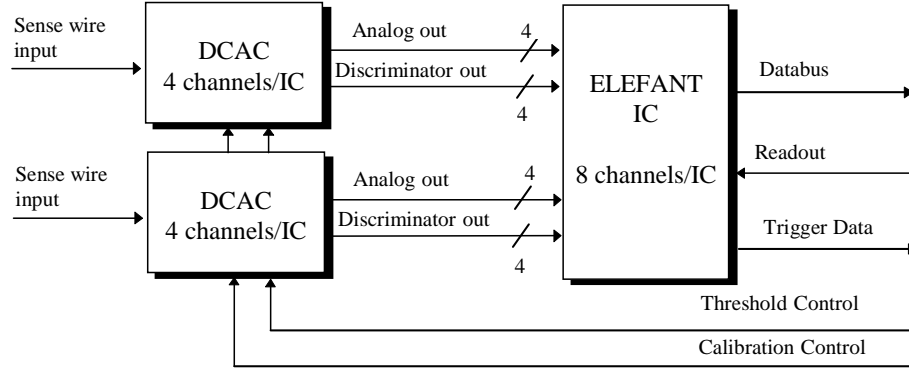 Sense wire
input
DCAC
4 channels/IC
Analog out
4
Discriminator out
4
ELEFANT
IC
8 channels/IC
Databus
Readout
Trigger Data
Sense wire
input
DCAC
4 channels/IC
Analog out
4
Discriminator out
4
Threshold Control
Calibration Control